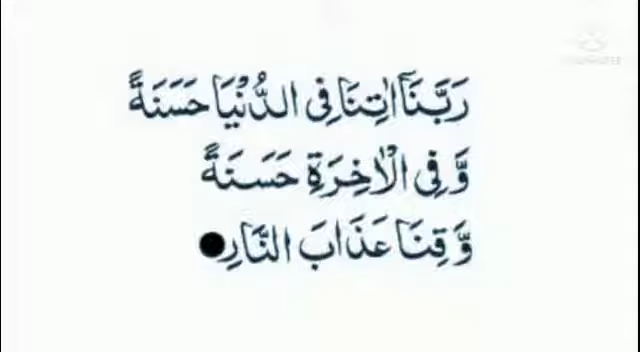 رَبَّنَآ اٰتِنَا فِی الدُّنْیَا حَسَنَةً
وَّفِی الْاٰخِرَةِ حَسَنَةً
وَّقِنَا عَذَابَ النَّارِ